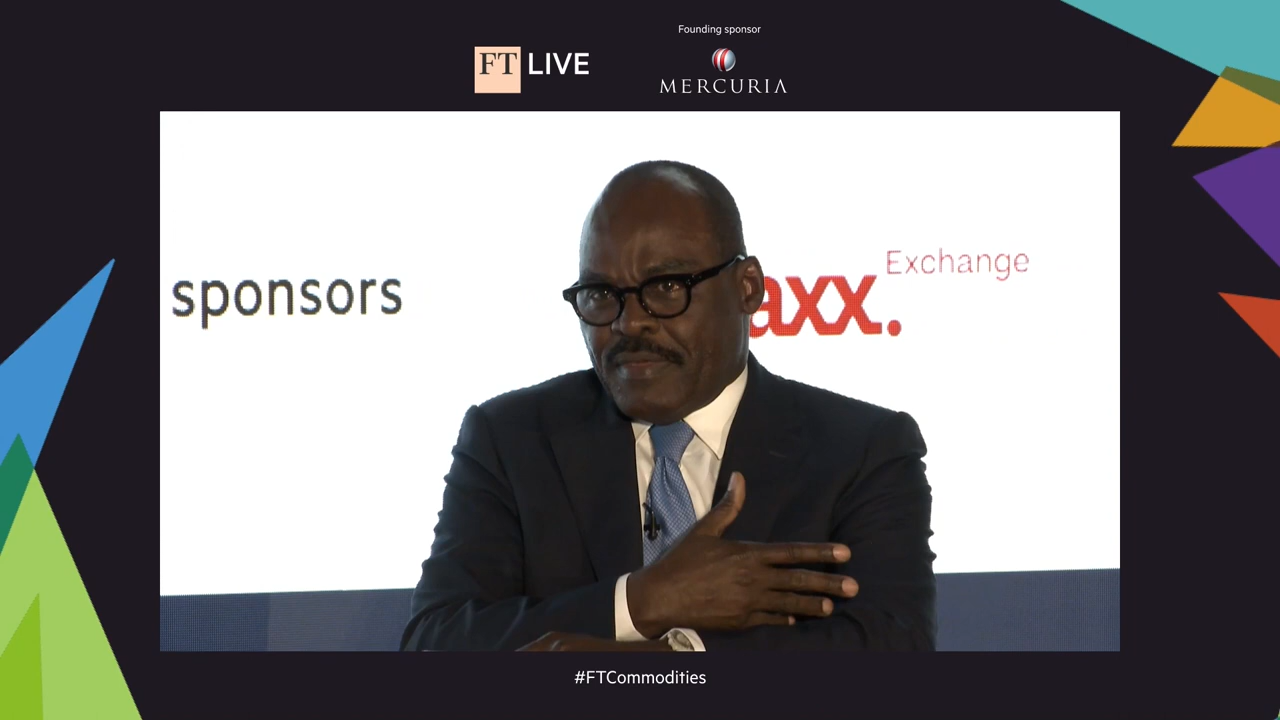 Founding sponsor
FT LIVE
MERCURIA
Exchange
sponsors
axx.
#FTCommodities